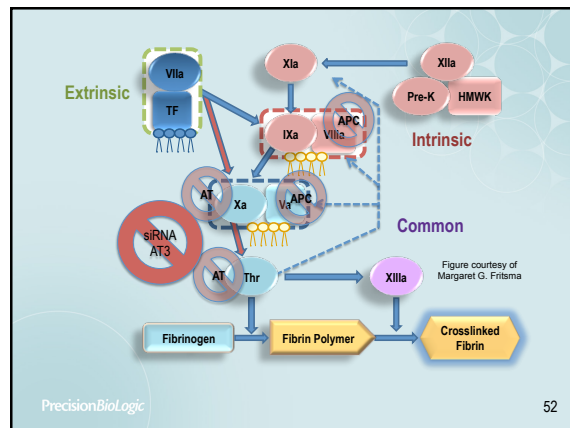 VIIa
TF
Extrinsic
XIa
XIIa
Pre-K
HMWK
IXa
VIIIa
APC
Intrinsic
AT
Xa
Va
APC
Common
siRNA
AT3
AT
Thr
XIIIa
Figure courtesy of
Margaret G. Fritsma
Fibrinogen
Fibrin Polymer
Crosslinked
Fibrin
PrecisionBioLogic
52